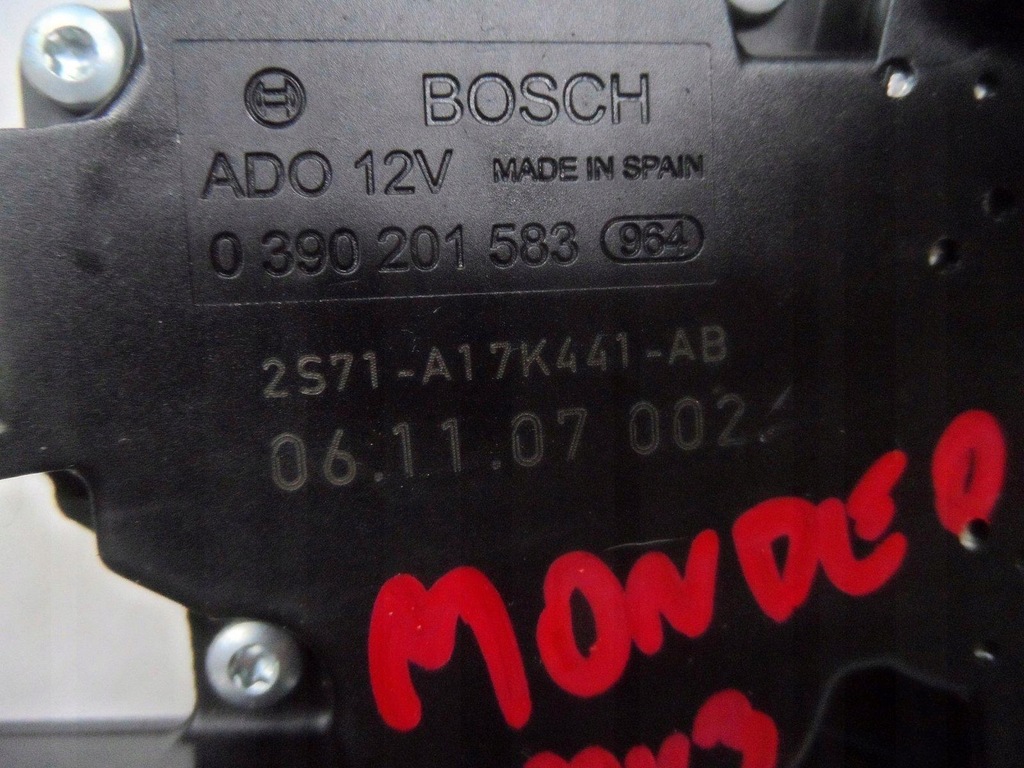 BOSCH
ADO 12V MADE IN SPAIN
0 390 201 583 964
2S71-A17K441-AB
06.11.07 002
MONDEO